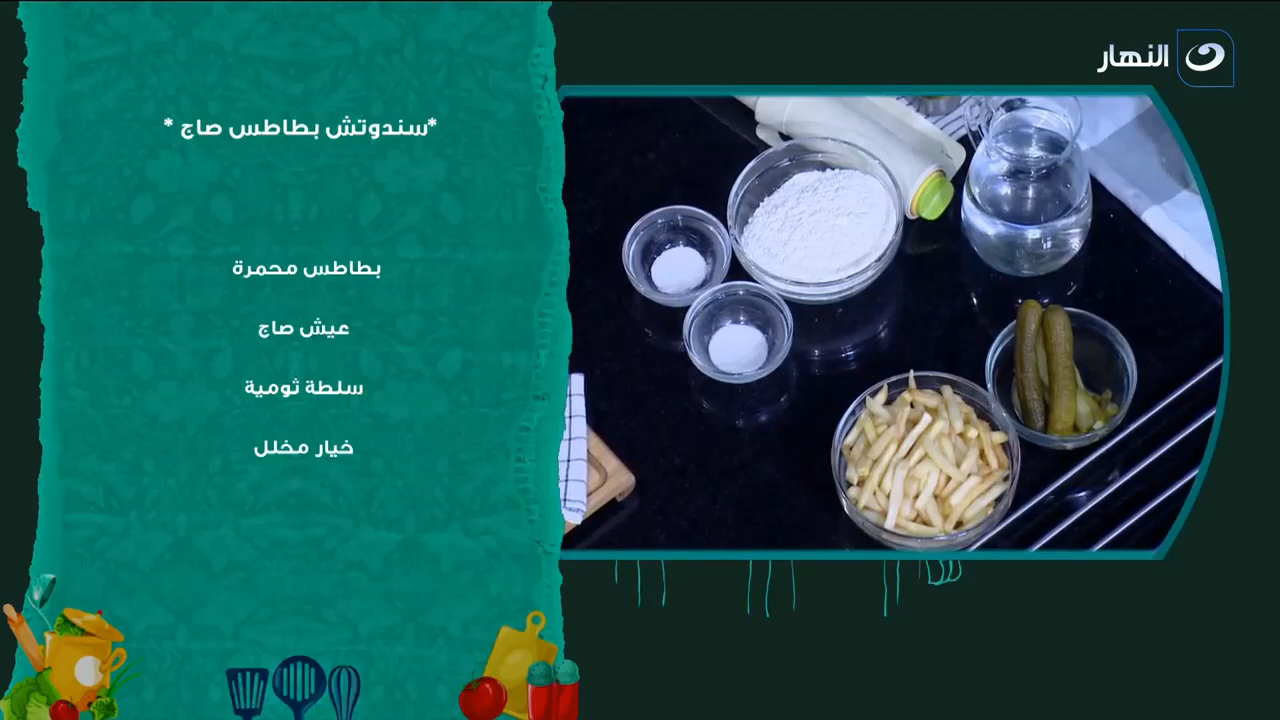 النهار
*سندوتش بطاطس صاج *
بطاطس محمرة
عيش صاج
سلطة ثومية
خيار مخلل